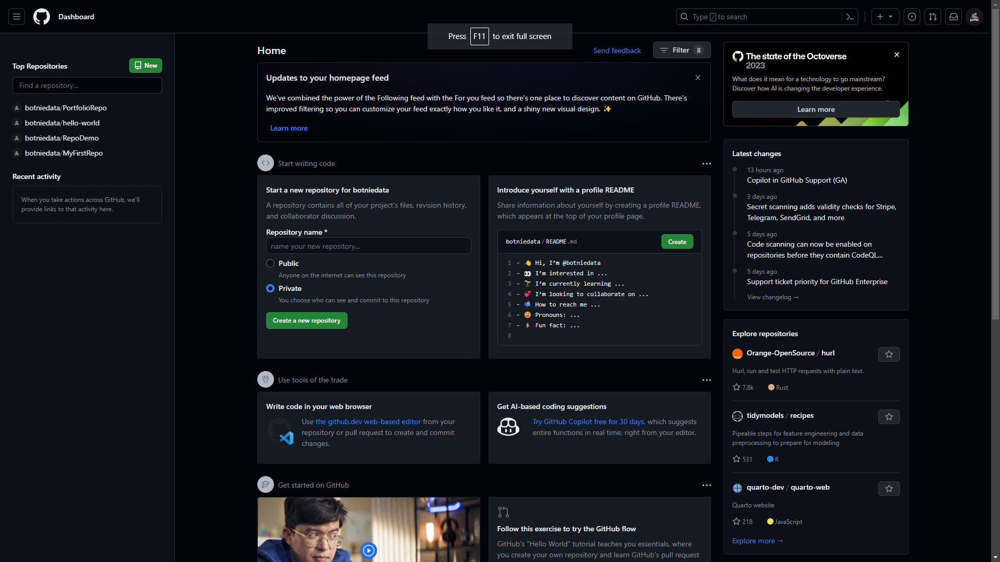 Dashboard
Type / to search
Press F11 to exit full screen
Top Repositories
New
Find a repository...
botniedata/PortfolioRepo
botniedata/hello-world
botniedata/RepoDemo
botniedata/MyFirstRepo
Recent activity
When you take actions across GitHub, we'll
provide links to that activity here.
Home
Send feedback
Filter 8
Updates to your homepage feed
We've combined the power of the Following feed with the For you feed so there's one place to discover content on GitHub. There's
improved filtering so you can customize your feed exactly how you like it, and a shiny new visual design. ✨
Learn more
Start writing code
Start a new repository for botniedata
A repository contains all of your project's files, revision history,
and collaborator discussion.
Repository name *
name your new repository...
Public
Anyone on the internet can see this repository
Private
You choose who can see and commit to this repository
Create a new repository
Introduce yourself with a profile README
Share information about yourself by creating a profile README,
which appears at the top of your profile page.
botniedata / README.md
Create
1 - 👋 Hi, I'm @botniedata
2 - 👀 I'm interested in ...
3 - 🌱 I'm currently learning ...
4 - 💞️ I'm looking to collaborate on ...
5 - 📫 How to reach me ...
6 - 😄 Pronouns: ...
7 - ⚡ Fun fact: ...
8
Use tools of the trade
Write code in your web browser
Use the github.dev web-based editor from your
repository or pull request to create and commit
changes.
Get AI-based coding suggestions
Try GitHub Copilot free for 30 days, which suggests
entire functions in real time, right from your editor.
Get started on GitHub
Follow this exercise to try the GitHub flow
GitHub's “Hello World” tutorial teaches you essentials, where
you create your own repository and learn GitHub's pull request
The state of the Octoverse
2023
What does it mean for a technology to go mainstream?
Discover how AI is changing the developer experience.
Learn more
Latest changes
13 hours ago
Copilot in GitHub Support (GA)
3 days ago
Secret scanning adds validity checks for Stripe,
Telegram, SendGrid, and more
5 days ago
Code scanning can now be enabled on
repositories before they contain CodeQL...
5 days ago
Support ticket priority for GitHub Enterprise
View changelog →
Explore repositories
Orange-OpenSource / hurl
Hurl, run and test HTTP requests with plain text.
7.8k Rust
tidymodels / recipes
Pipeable steps for feature engineering and data
preprocessing to prepare for modeling
531 R
quarto-dev / quarto-web
Quarto website
218 JavaScript
Explore more →